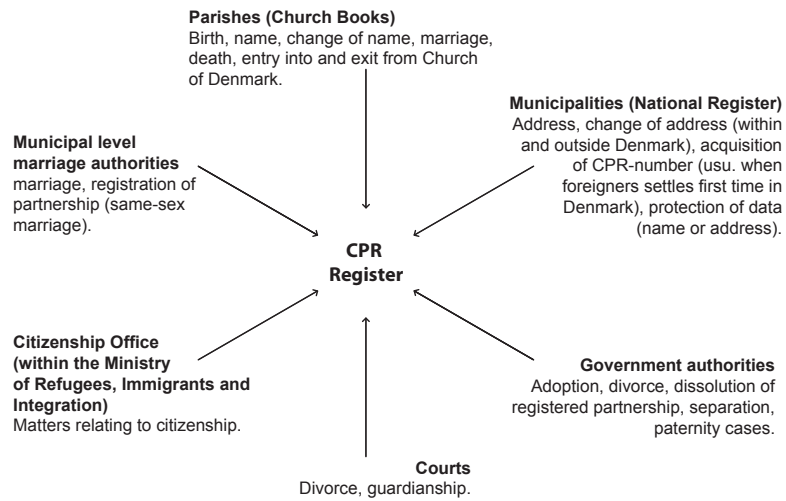 Parishes (Church Books)
Birth, name, change of name, marriage,
death, entry into and exit from Church
of Denmark.
Municipalities (National Register)
Address, change of address (within
and outside Denmark), acquisition
of CPR-number (usu. when
foreigners settles first time in
Denmark), protection of data
(name or address).
Municipal level
marriage authorities
marriage, registration of
partnership (same-sex
marriage).
CPR
Register
Citizenship Office
(within the Ministry
of Refugees, Immigrants and
Integration)
Matters relating to citizenship.
Government authorities
Adoption, divorce, dissolution of
registered partnership, separation,
paternity cases.
Courts
Divorce, guardianship.